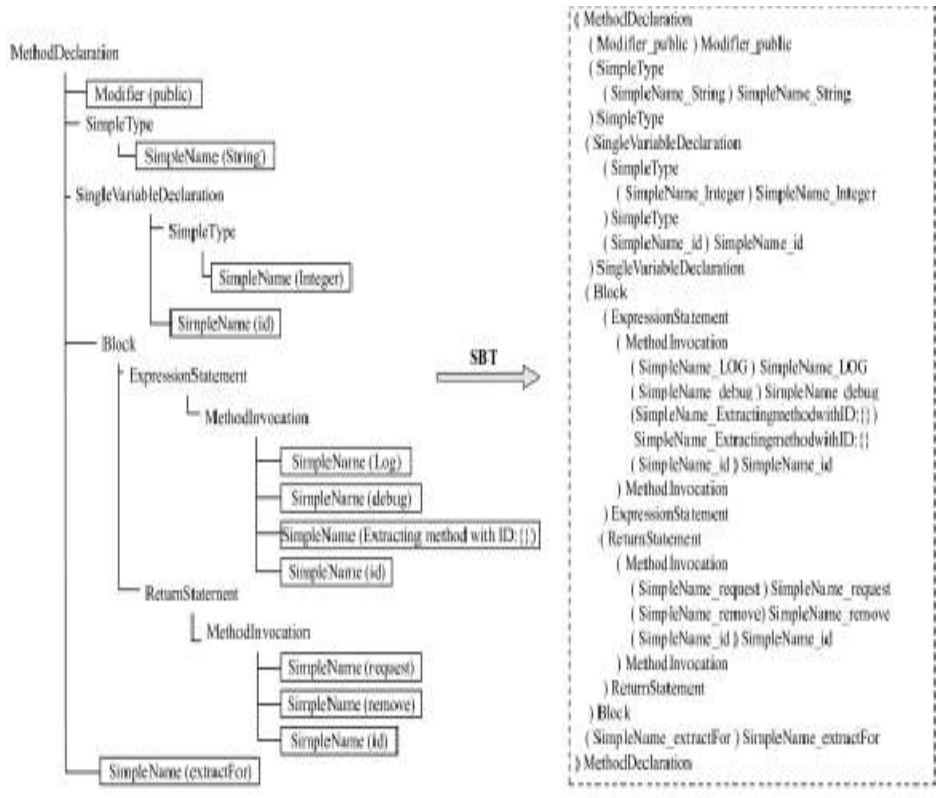 MethodDeclaration
Modifier (public)
SimpleType
SimpleName (String)
SingleVariableDeclaration
SimpleType
SimpleName (Integer)
SimpleName (id)
Block
ExpressionStatement
MethodInvocation
SimpleName (Log)
SimpleName (debug)
SimpleName (Extracting method with ID:{})
SimpleName (id)
ReturnStatement
MethodInvocation
SimpleName (request)
SimpleName (remove)
SimpleName (id)
SimpleName (extractFor)
SBT
( MethodDeclaration
( Modifier_public ) Modifier_public
( SimpleType
( SimpleName_String ) SimpleName_String
) SimpleType
( SingleVariableDeclaration
( SimpleType
( SimpleName_Integer ) SimpleName_Integer
) SimpleType
( SimpleName_id ) SimpleName_id
) SingleVariableDeclaration
( Block
( ExpressionStatement
( MethodInvocation
( SimpleName_LOG ) SimpleName_LOG
( SimpleName_debug ) SimpleName_debug
(SimpleName_ExtractingmethodwithID:{} )
SimpleName_ExtractingmethodwithID:{}
( SimpleName_id ) SimpleName_id
) MethodInvocation
) ExpressionStatement
( ReturnStatement
( MethodInvocation
( SimpleName_request ) SimpleName_request
( SimpleName_remove) SimpleName_remove
( SimpleName_id ) SimpleName_id
) MethodInvocation
) ReturnStatement
) Block
( SimpleName_extractFor ) SimpleName_extractFor
) MethodDeclaration